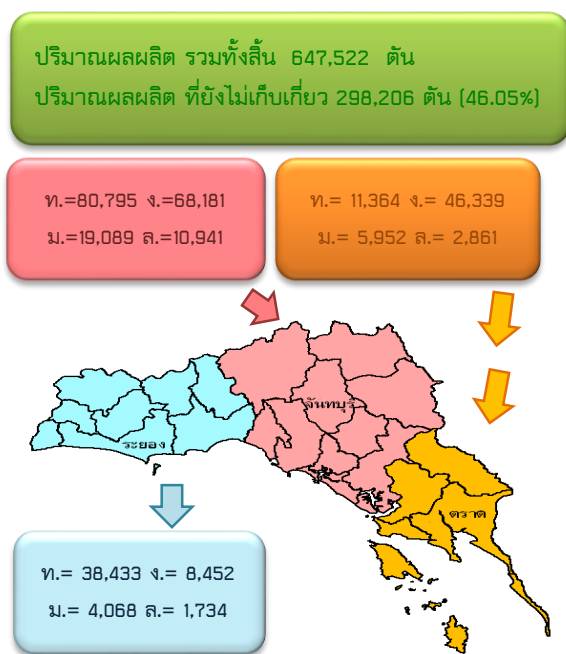 ปริมาณผลผลิต รวมทั้งสิ้น 647,522 ตัน
ปริมาณผลผลิต ที่ยังไม่เก็บเกี่ยว 298,206 ตัน (46.05%)
ท.=80,795 ง.=68,181
ม.=19,089 ล.=10,941
ท.= 11,364 ง.= 46,339
ม.= 5,952 ล.= 2,861
จันทบุรี
ระยอง
ตราด
ท.= 38,433 ง.= 8,452
ม.= 4,068 ล.= 1,734